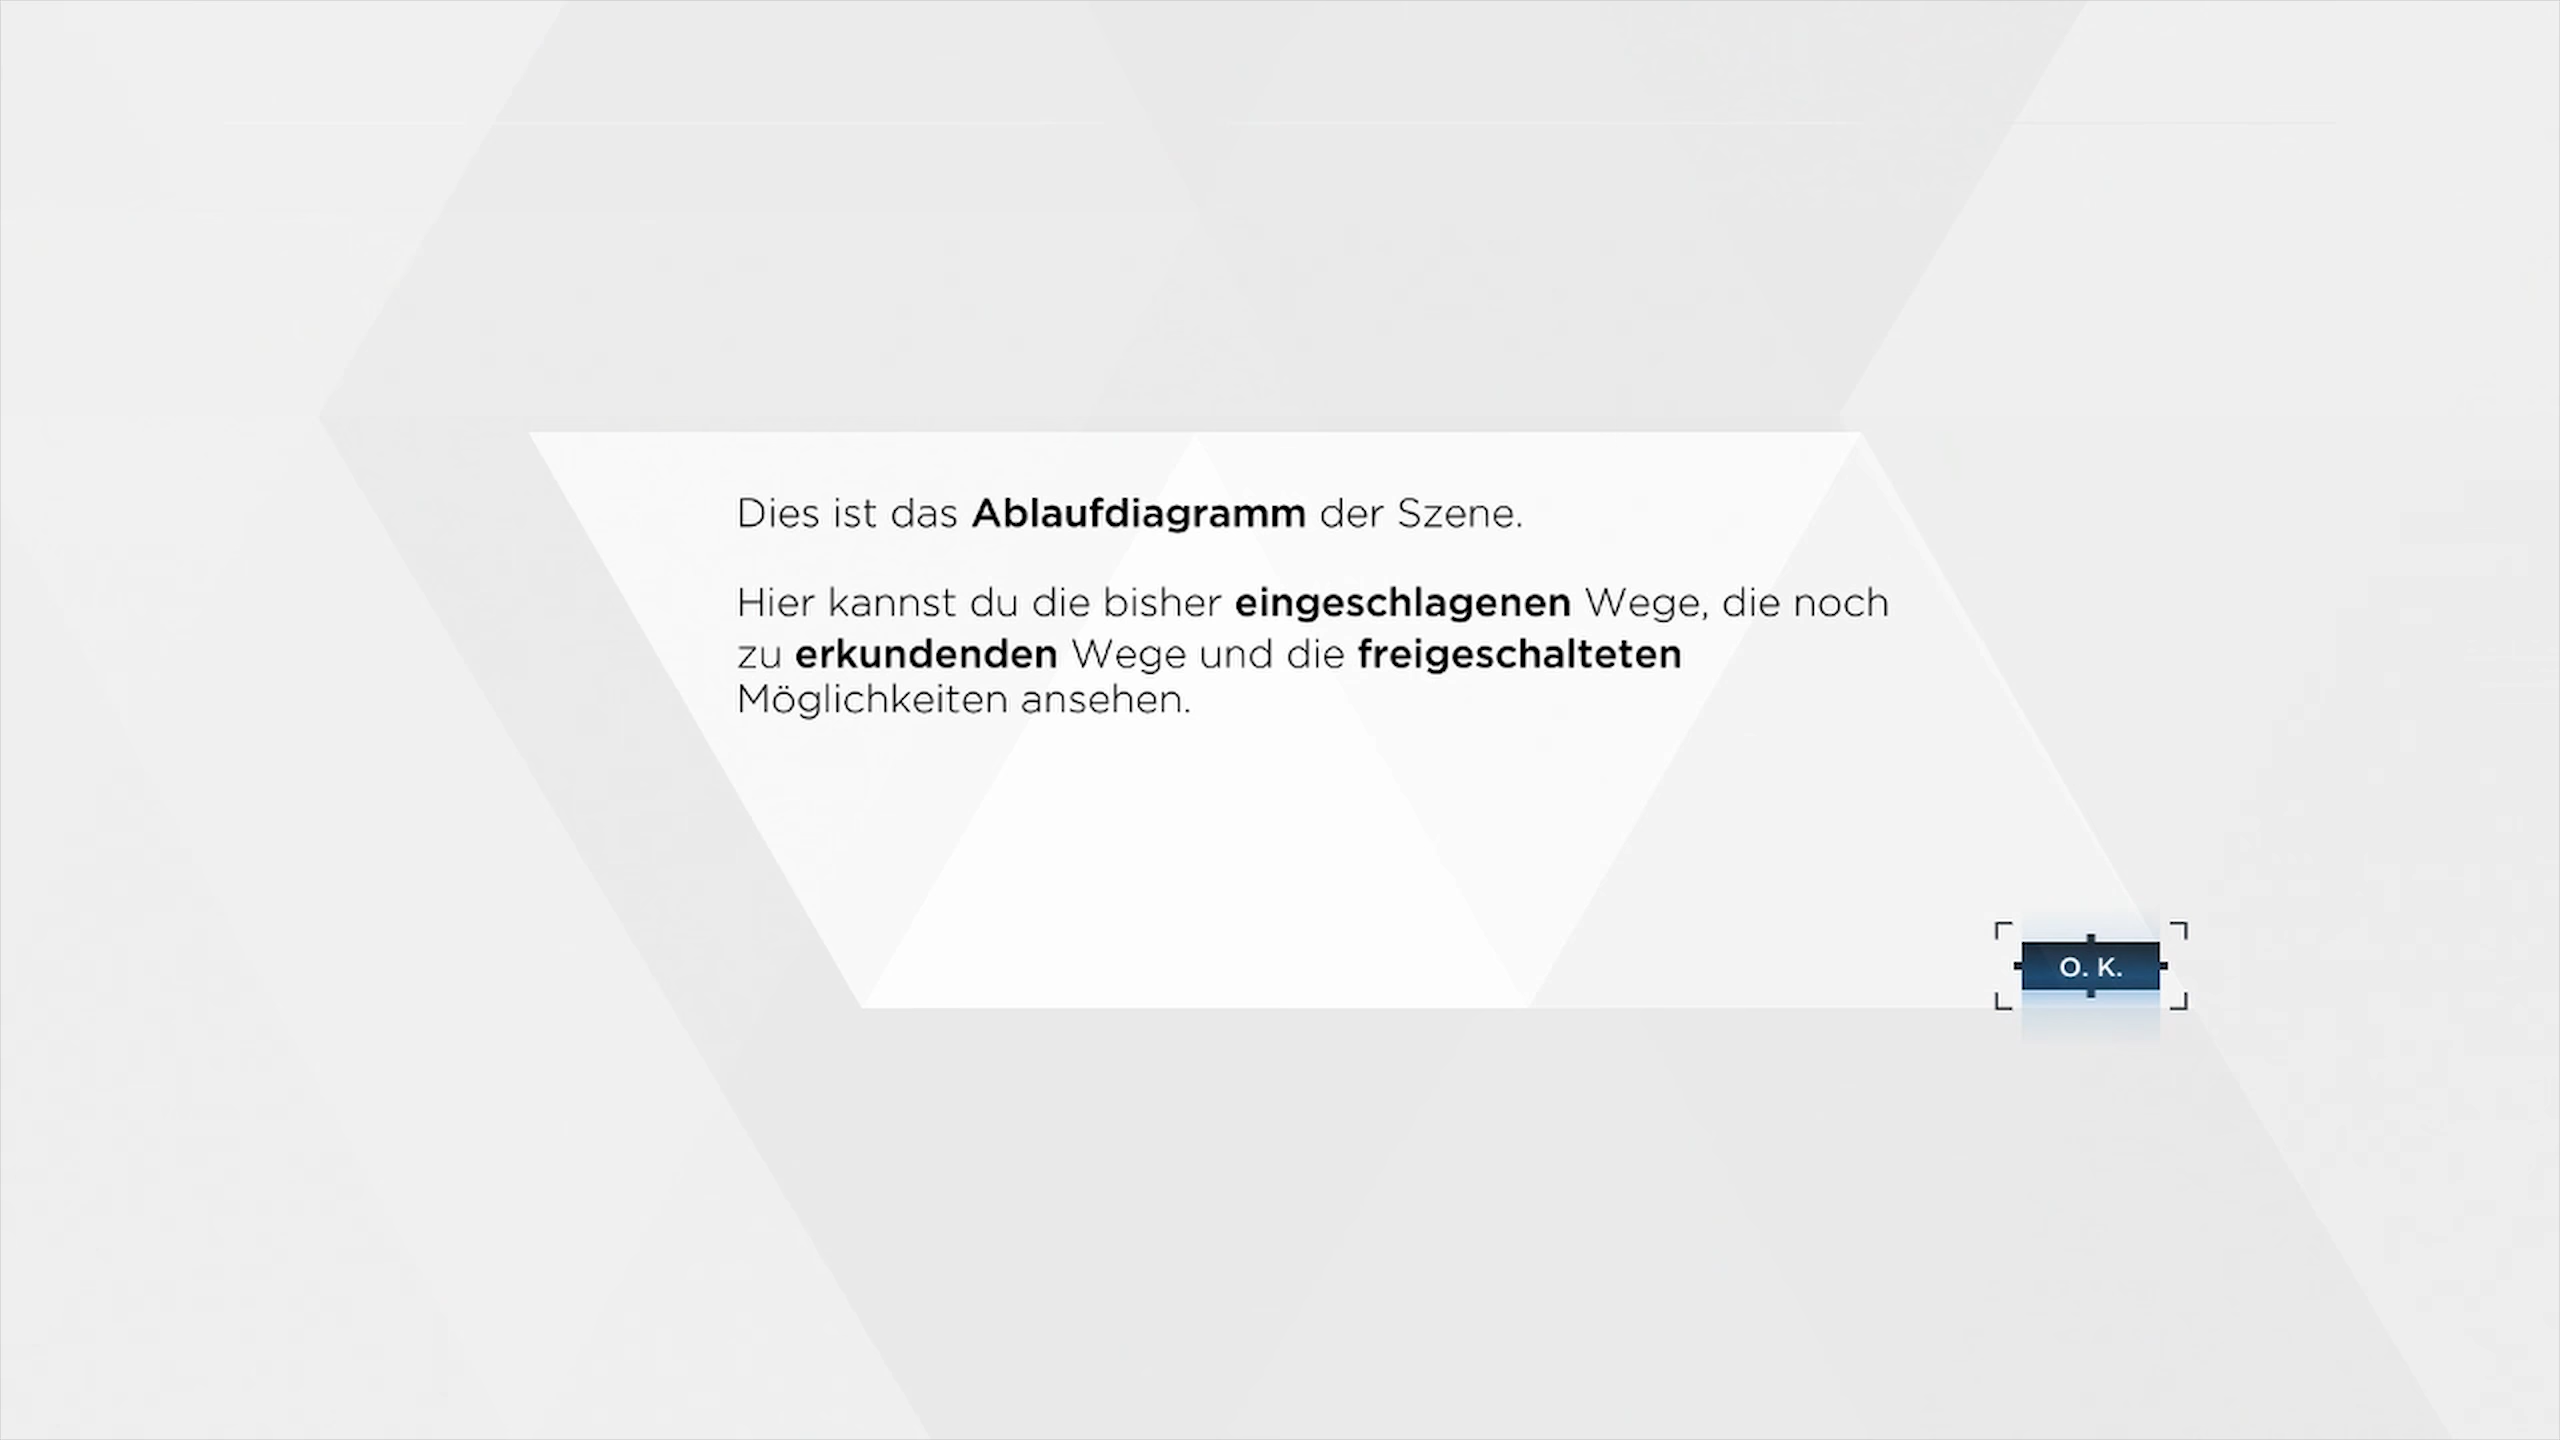 Dies ist das Ablaufdiagramm der Szene.
Hier kannst du die bisher eingeschlagenen Wege, die noch
zu erkundenden Wege und die freigeschalteten
Möglichkeiten ansehen.
O. K.